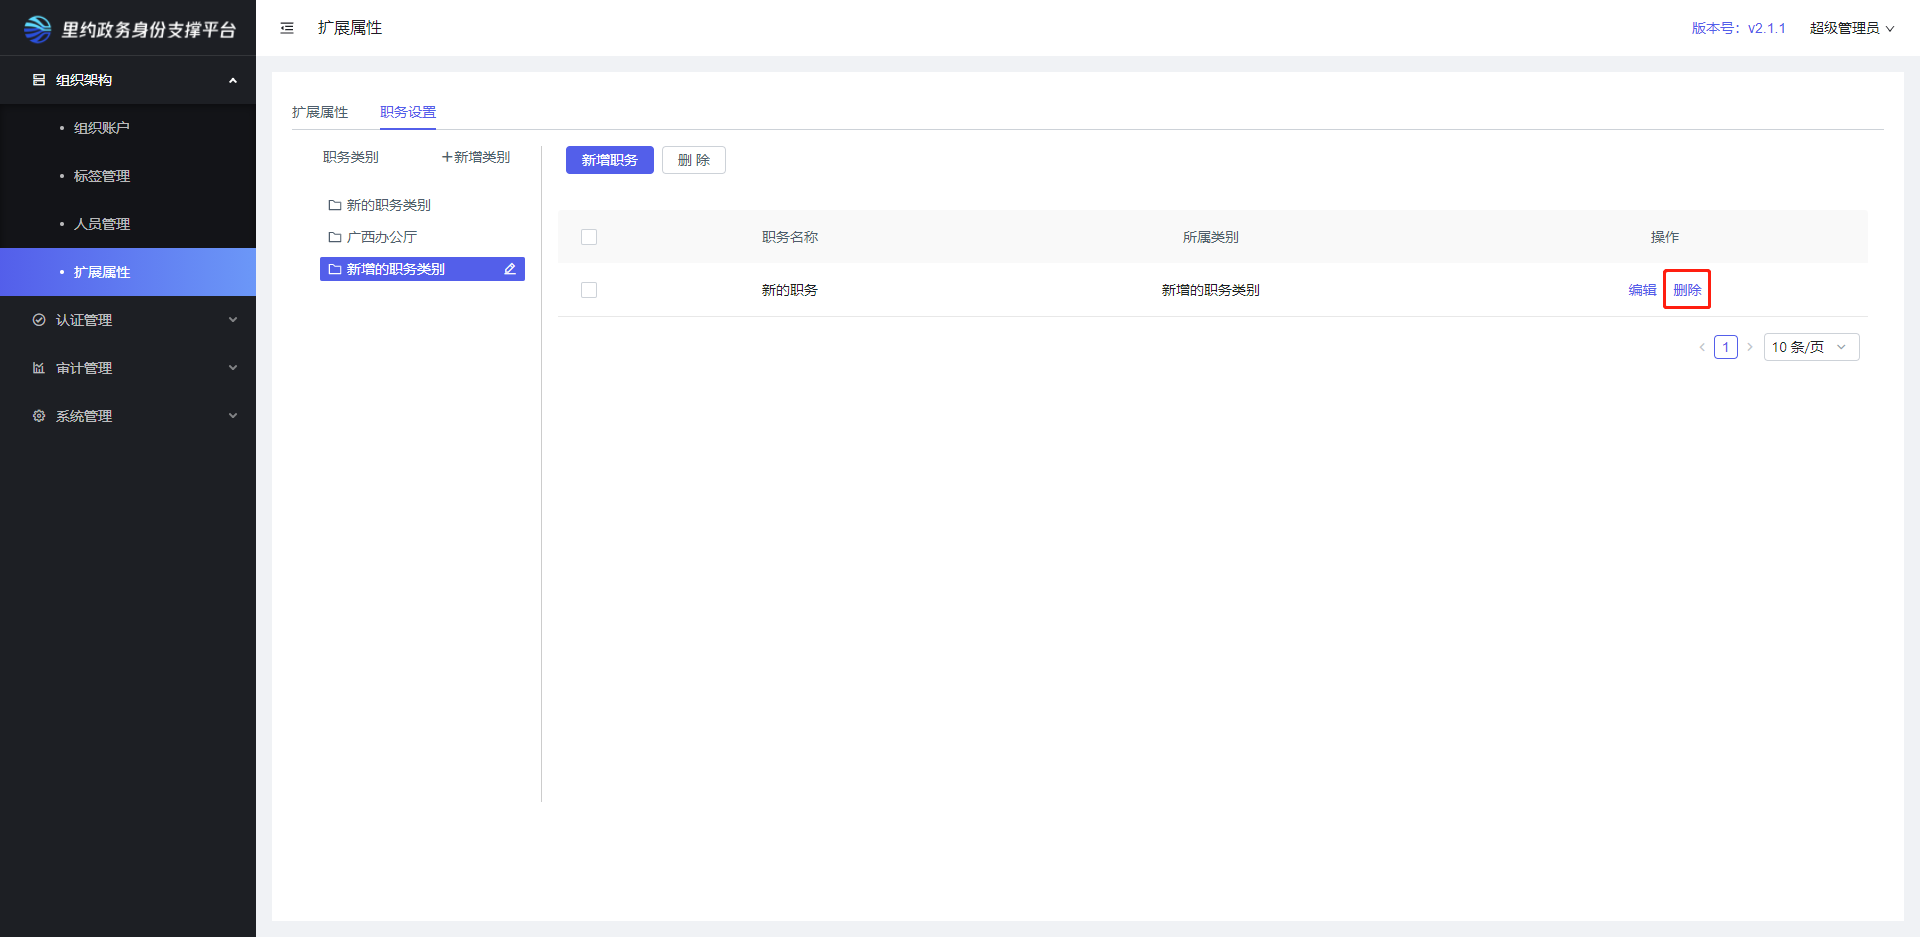 里约政务身份支撑平台
扩展属性
版本号：v2.1.1
超级管理员
组织架构
组织账户
标签管理
人员管理
扩展属性
认证管理
审计管理
系统管理
扩展属性
职务设置
职务类别
+新增类别
新的职务类别
广西办公厅
新增的职务类别
新增职务
删 除
职务名称
所属类别
操作
新的职务
新增的职务类别
编辑
删除
1
10 条/页